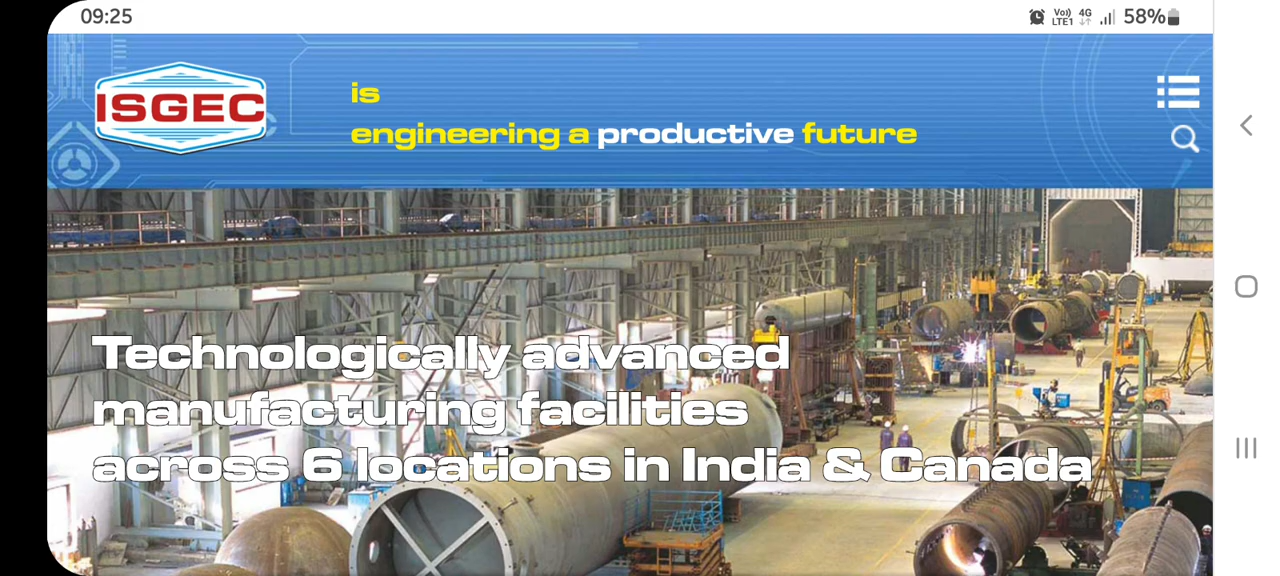 09:25
Vo)) 4G
LTE1
58%
ISGEC
is
engineering a productive future
Technologically advanced
manufacturing facilities
across 6 locations in India & Canada